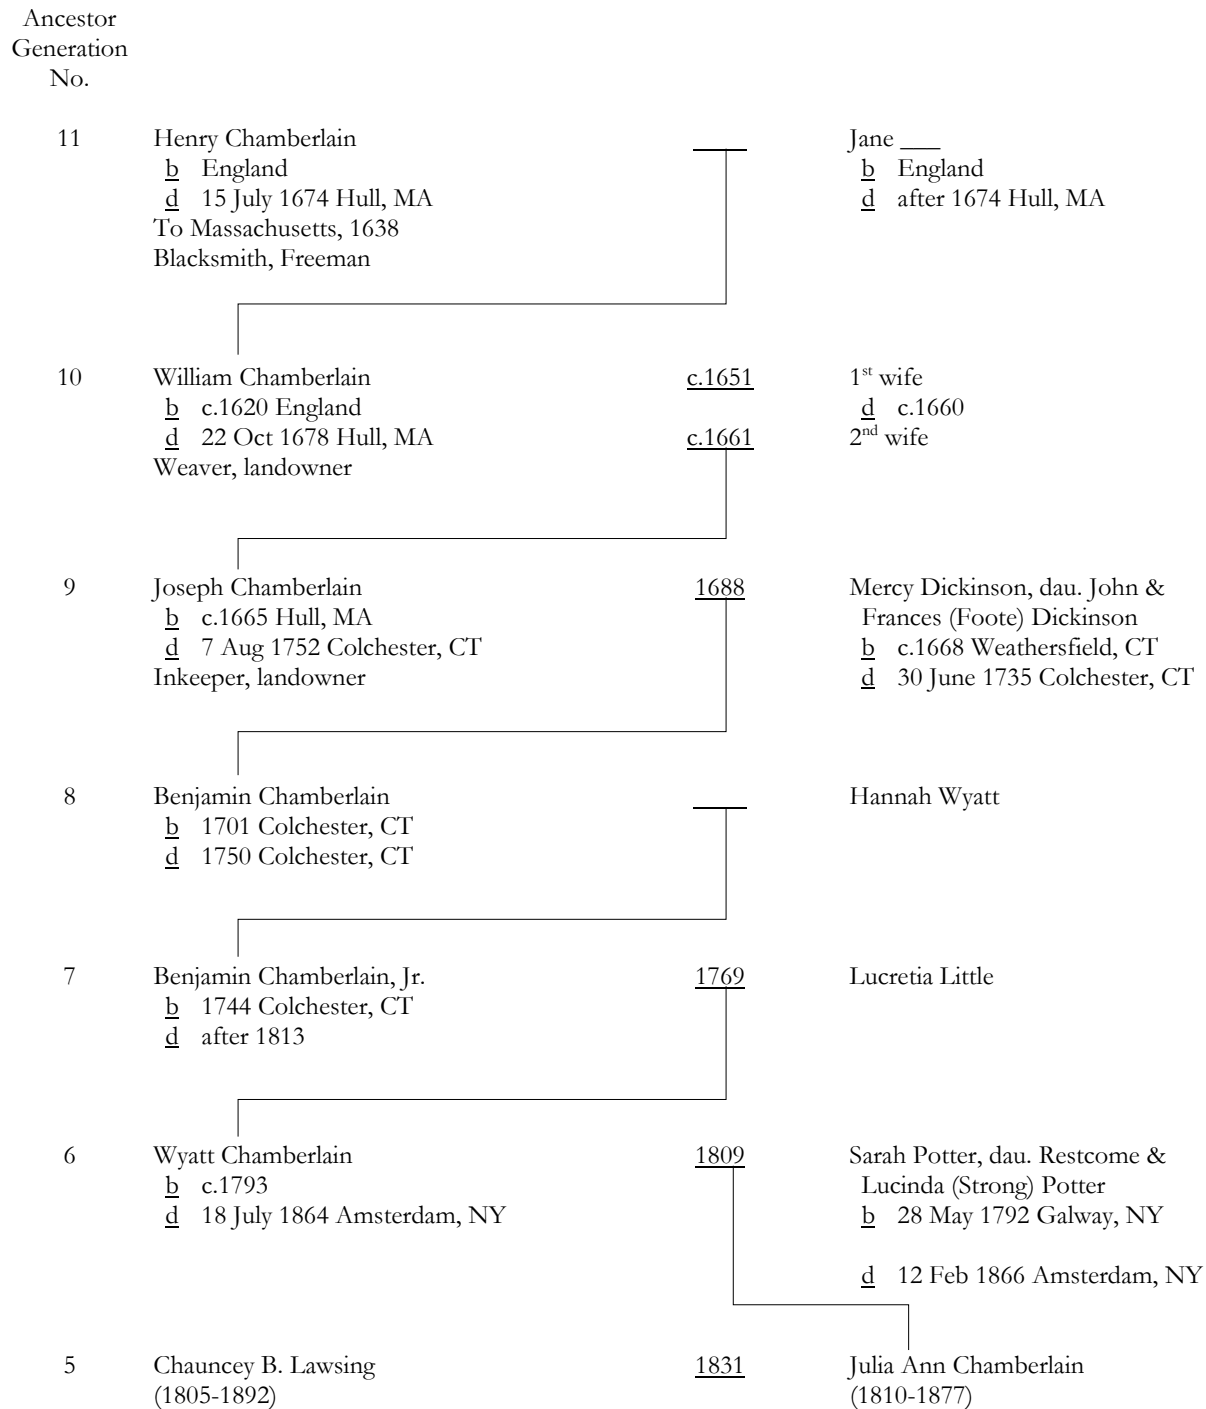 Ancestor
Generation
No.
11 Henry Chamberlain ___ Jane ___
b England b England
d 15 July 1674 Hull, MA d after 1674 Hull, MA
To Massachusetts, 1638
Blacksmith, Freeman
10 William Chamberlain c.1651 1st wife
b c.1620 England d c.1660
d 22 Oct 1678 Hull, MA c.1661 2nd wife
Weaver, landowner
9 Joseph Chamberlain 1688 Mercy Dickinson, dau. John &
b c.1665 Hull, MA Frances (Foote) Dickinson
d 7 Aug 1752 Colchester, CT b c.1668 Weathersfield, CT
Inkeeper, landowner d 30 June 1735 Colchester, CT
8 Benjamin Chamberlain ___ Hannah Wyatt
b 1701 Colchester, CT
d 1750 Colchester, CT
7 Benjamin Chamberlain, Jr. 1769 Lucretia Little
b 1744 Colchester, CT
d after 1813
6 Wyatt Chamberlain 1809 Sarah Potter, dau. Restcome &
b c.1793 Lucinda (Strong) Potter
d 18 July 1864 Amsterdam, NY b 28 May 1792 Galway, NY
d 12 Feb 1866 Amsterdam, NY
5 Chauncey B. Lawsing 1831 Julia Ann Chamberlain
(1805-1892) (1810-1877)